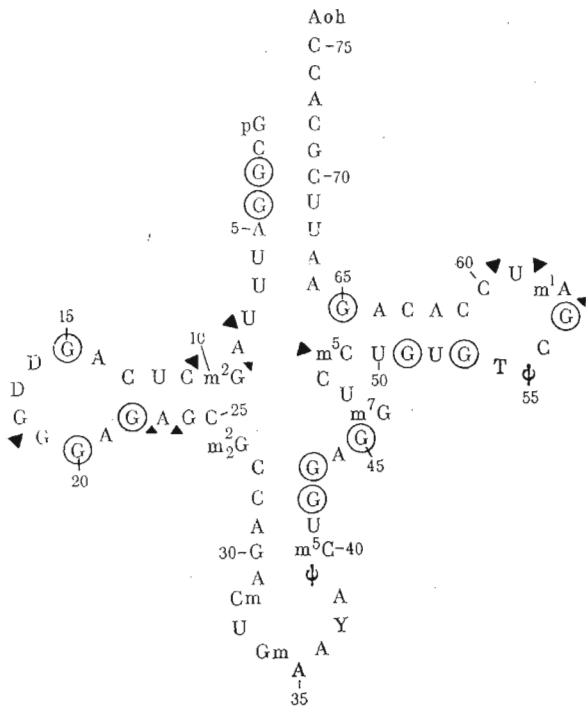 Aoh
C-75
C
A
pG C
C G
G C-70
G U
5-A U
60
U A C U
U A 65 m¹A
15 U G A C A C G
D G A 10 A m⁵C U G U G T C
D A C U C m²G C 50 ψ
G G A G A G C-25 U m⁷G 55
G G A m²₂G A G
20 C G 45
C G
A U
30-G m⁵C-40
A ψ
Cm A
U Y
Gm A
A
35